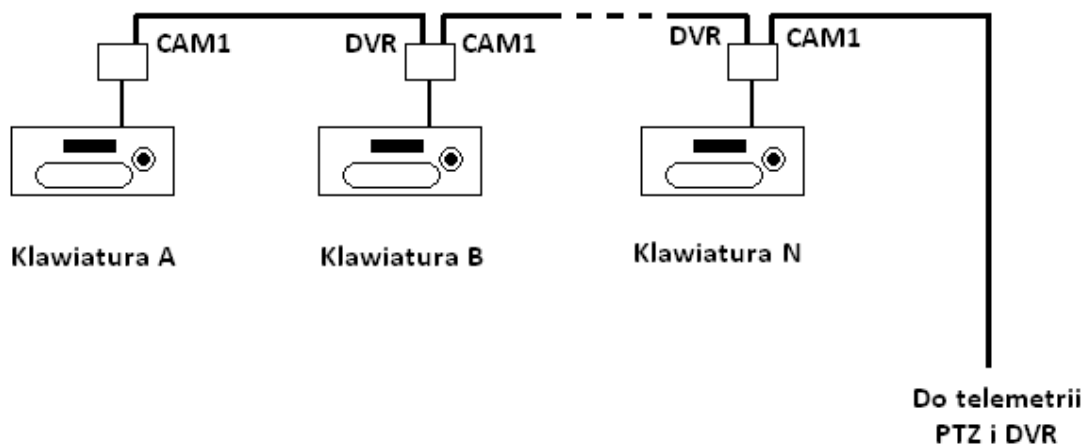 CAM1
DVR
CAM1
DVR
CAM1
Klawiatura A
Klawiatura B
Klawiatura N
Do telemetrii
PTZ i DVR